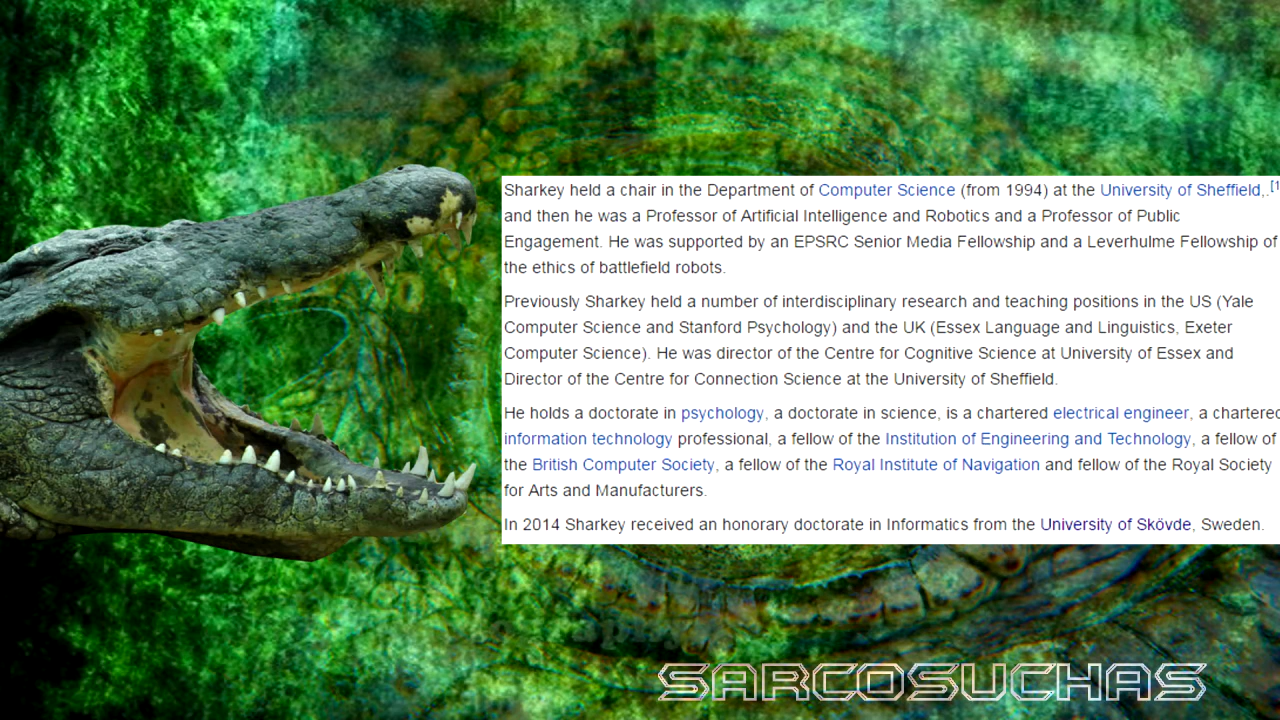 Sharkey held a chair in the Department of Computer Science (from 1994) at the University of Sheffield,.[1
and then he was a Professor of Artificial Intelligence and Robotics and a Professor of Public
Engagement. He was supported by an EPSRC Senior Media Fellowship and a Leverhulme Fellowship of
the ethics of battlefield robots.
Previously Sharkey held a number of interdisciplinary research and teaching positions in the US (Yale
Computer Science and Stanford Psychology) and the UK (Essex Language and Linguistics, Exeter
Computer Science). He was director of the Centre for Cognitive Science at University of Essex and
Director of the Centre for Connection Science at the University of Sheffield.
He holds a doctorate in psychology, a doctorate in science, is a chartered electrical engineer, a chartered
information technology professional, a fellow of the Institution of Engineering and Technology, a fellow of
the British Computer Society, a fellow of the Royal Institute of Navigation and fellow of the Royal Society
for Arts and Manufacturers.
In 2014 Sharkey received an honorary doctorate in Informatics from the University of Skövde, Sweden.
SARCOSUCHAS